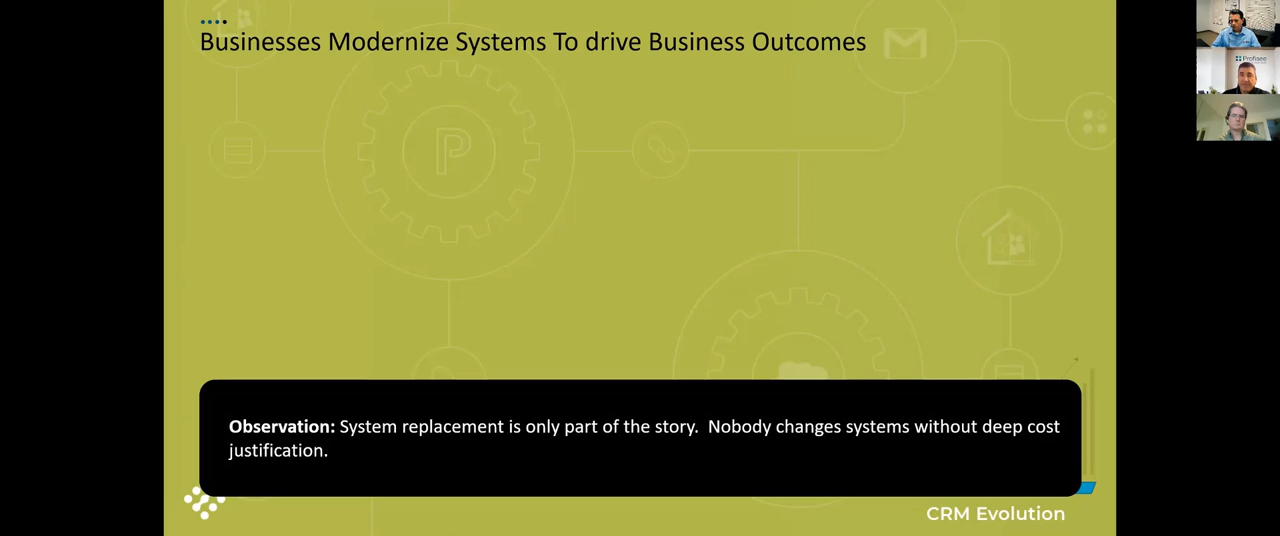 Businesses Modernize Systems To drive Business Outcomes
Profisee
P
Observation: System replacement is only part of the story.  Nobody changes systems without deep cost
justification.
CRM Evolution